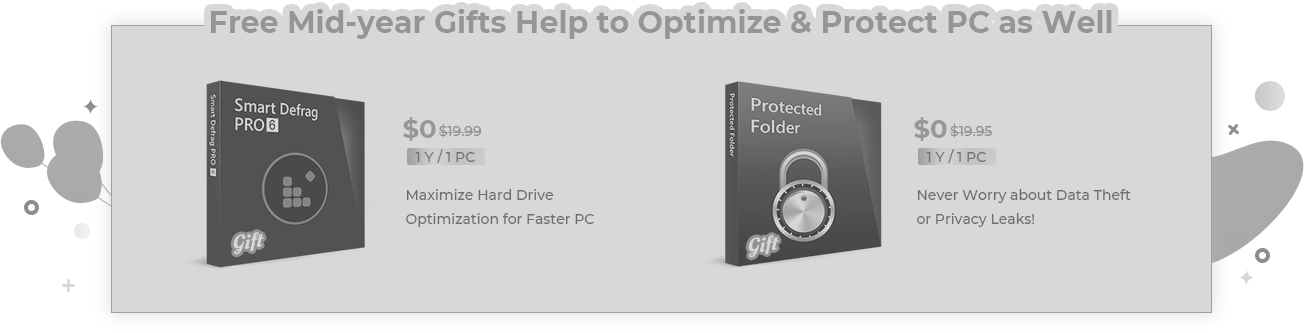 Free Mid-year Gifts Help to Optimize & Protect PC as Well
Smart Defrag PRO 6
Smart Defrag
PRO 6
Gift
$0 $19.99
1 Y / 1 PC
Maximize Hard Drive
Optimization for Faster PC
Protected Folder
Protected
Folder
Gift
$0 $19.95
1 Y / 1 PC
Never Worry about Data Theft
or Privacy Leaks!